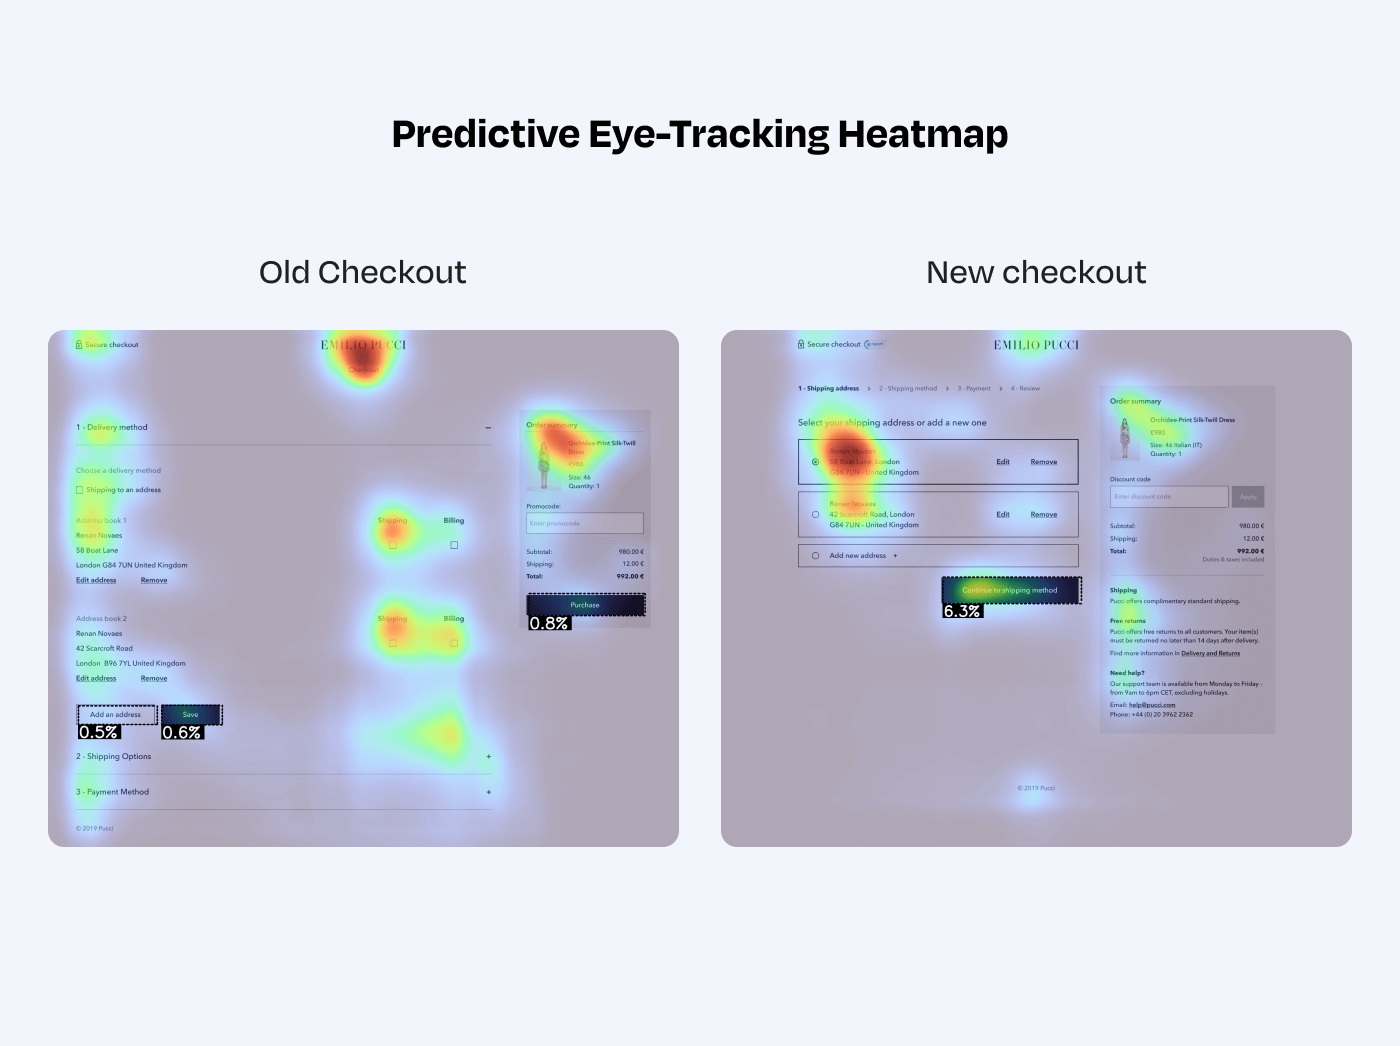 Predictive Eye-Tracking Heatmap
Old Checkout
Secure checkout
EMILIO PUCCI
Checkout
1 - Delivery method
Choose a delivery method
Shipping to an address
Address book 1
Shipping
Billing
Renan Novaes
58 Boat Lane
London G84 7UN United Kingdom
Edit address
Remove
Address book 2
Shipping
Billing
Renan Novaes
42 Scarcroft Road
London B96 7YL United Kingdom
Edit address
Remove
Add an address
Save
0.5%
0.6%
2 - Shipping Options
+
3 - Payment Method
+
© 2019 Pucci
Order summary
Orchidee-Print Silk-Twill
Dress
€980
Size: 46
Quantity: 1
Promocode:
Enter promocode
Subtotal: 980.00 €
Shipping: 12.00 €
Total: 992.00 €
Purchase
0.8%
New checkout
Secure checkout
EMILIO PUCCI
1 - Shipping address > 2 - Shipping method > 3 - Payment > 4 - Review
Select your shipping address or add a new one
Renan Novaes
58 Boat Lane, London
G84 7UN - United Kingdom
Edit
Remove
Renan Novaes
42 Scarcroft Road, London
G84 7UN - United Kingdom
Edit
Remove
Add new address +
Continue to shipping method
6.3%
Order summary
Orchidee-Print Silk-Twill Dress
€980
Size: 46 Italian (IT)
Quantity: 1
Discount code
Enter discount code
Apply
Subtotal: 980.00 €
Shipping: 12.00 €
Total: 992.00 €
Duties & taxes included
Shipping
Pucci offers complimentary standard shipping.
Free returns
Pucci offers free returns to all customers. Your item(s)
must be returned no later than 14 days after delivery.
Find more information in Delivery and Returns
Need help?
Our support team is available from Monday to Friday -
from 9am to 6pm CET, excluding holidays.
Email: help@pucci.com
Phone: +44 (0) 20 3962 2362
© 2019 Pucci